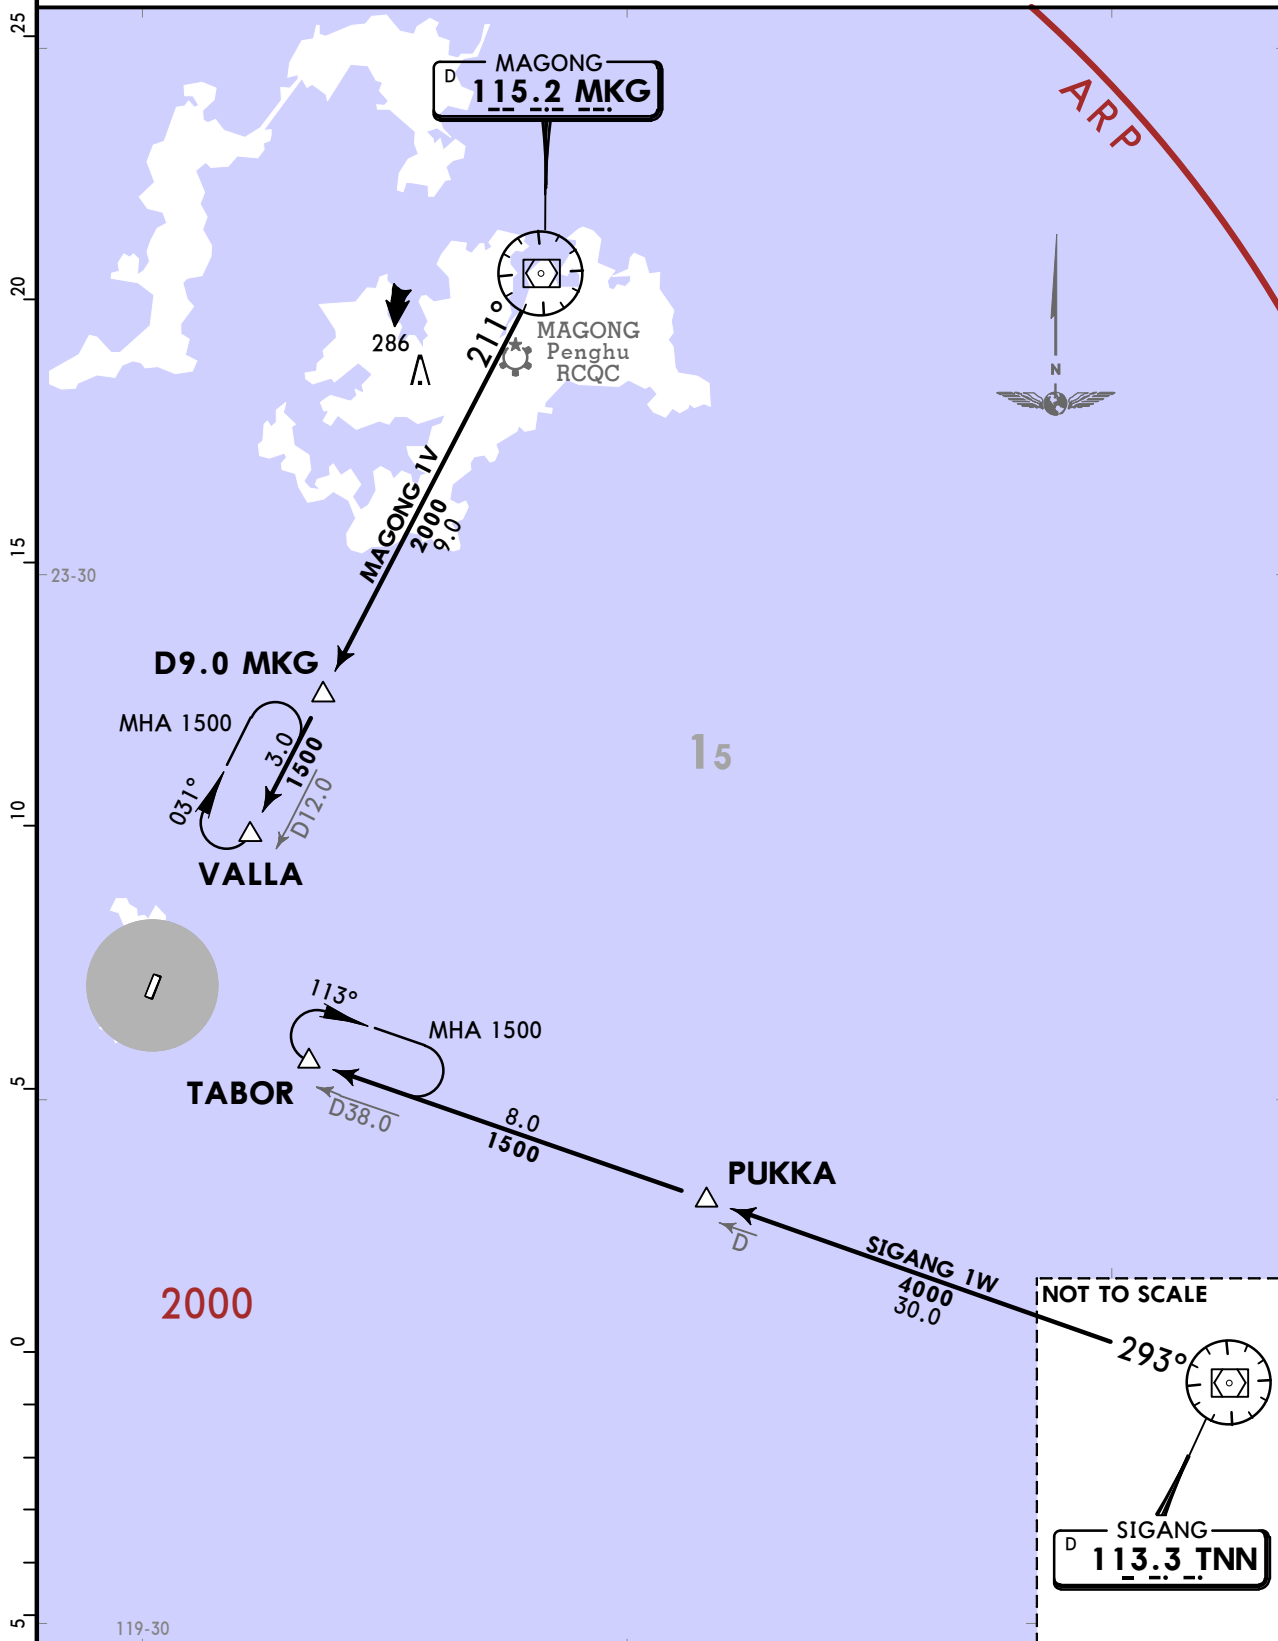 25
MAGONG
D 115.2 MKG
ARP
20
211°
286
MAGONG
Penghu
RCQC
N
MAGONG 1V
2000
9.0
15
23-30
D9.0 MKG
MHA 1500
3.0
1500
D12.0
031°
15
10
VALLA
113°
MHA 1500
TABOR
D38.0
8.0
1500
5
PUKKA
D
SIGANG 1W
4000
30.0
2000
NOT TO SCALE
293°
0
SIGANG
D 113.3 TNN
5
119-30